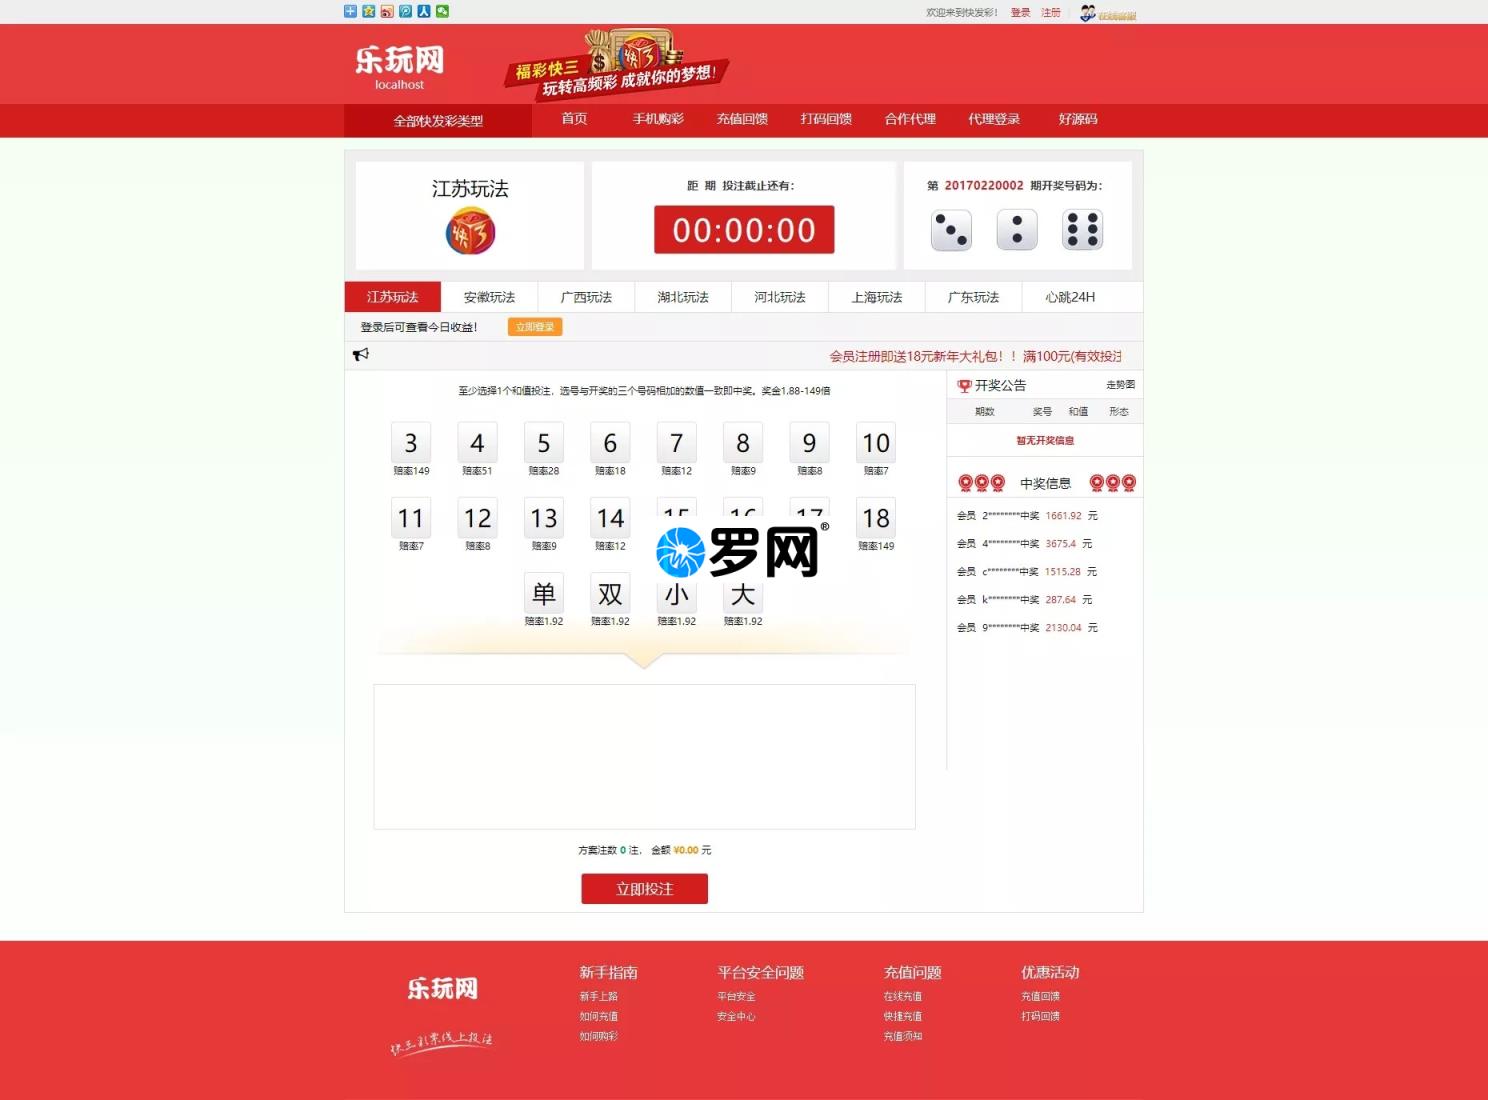 欢迎来到快发彩! 登录 注册 在线客服
乐玩网
localhost
福彩快三
快3
玩转高频彩 成就你的梦想!
全部快发彩类型 首页 手机购彩 充值回馈 打码回馈 合作代理 代理登录 好源码
江苏玩法
快3
距 期 投注截止还有:
00:00:00
第 20170220002 期开奖号码为:
江苏玩法 安徽玩法 广西玩法 湖北玩法 河北玩法 上海玩法 广东玩法 心跳24H
登录后可查看今日收益! 立即登录
会员注册即送18元新年大礼包!! 满100元(有效投注
至少选择1个和值投注，选号与开奖的三个号码相加的数值一致即中奖。奖金1.88-149倍
3 4 5 6 7 8 9 10
赔率149 赔率51 赔率28 赔率18 赔率12 赔率9 赔率8 赔率7
11 12 13 14 15 16 17 18
赔率7 赔率8 赔率9 赔率12 赔率149
罗网®
单 双 小 大
赔率1.92 赔率1.92 赔率1.92 赔率1.92
方案注数 0 注， 金额 ¥0.00 元
立即投注
开奖公告 走势图
期数 奖号 和值 形态
暂无开奖信息
中奖信息
会员 2********中奖 1661.92 元
会员 4********中奖 3675.4 元
会员 c********中奖 1515.28 元
会员 k********中奖 287.64 元
会员 9********中奖 2130.04 元
乐玩网
快三彩票线上投注
新手指南 平台安全问题 充值问题 优惠活动
新手上路 平台安全 在线充值 充值回馈
如何充值 安全中心 快捷充值 打码回馈
如何购彩 充值须知